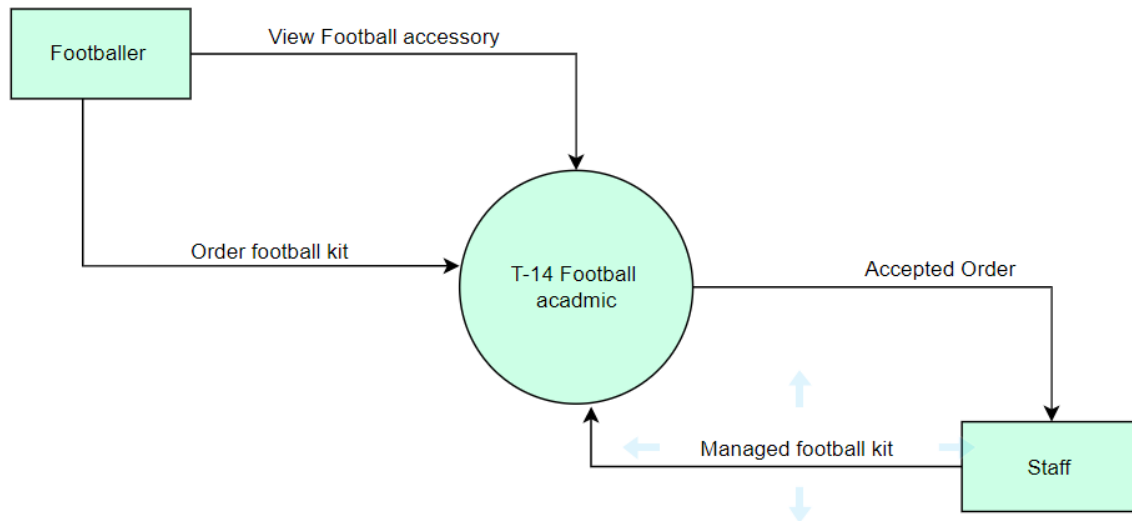 Footballer
View Football accessory
Order football kit
T-14 Football
acadmic
Accepted Order
Managed football kit
Staff